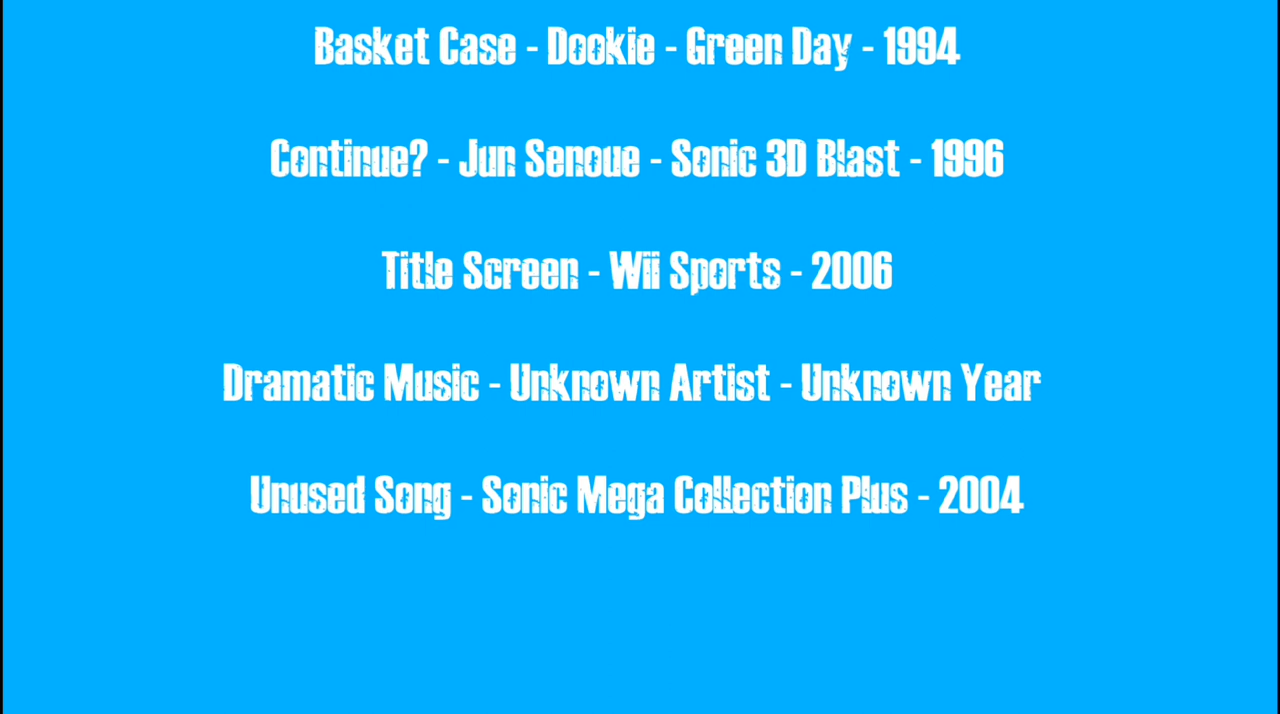 Basket Case - Dookie - Green Day - 1994
Continue? - Jun Senoue - Sonic 3D Blast - 1996
Title Screen - Wii Sports - 2006
Dramatic Music - Unknown Artist - Unknown Year
Unused Song - Sonic Mega Collection Plus - 2004